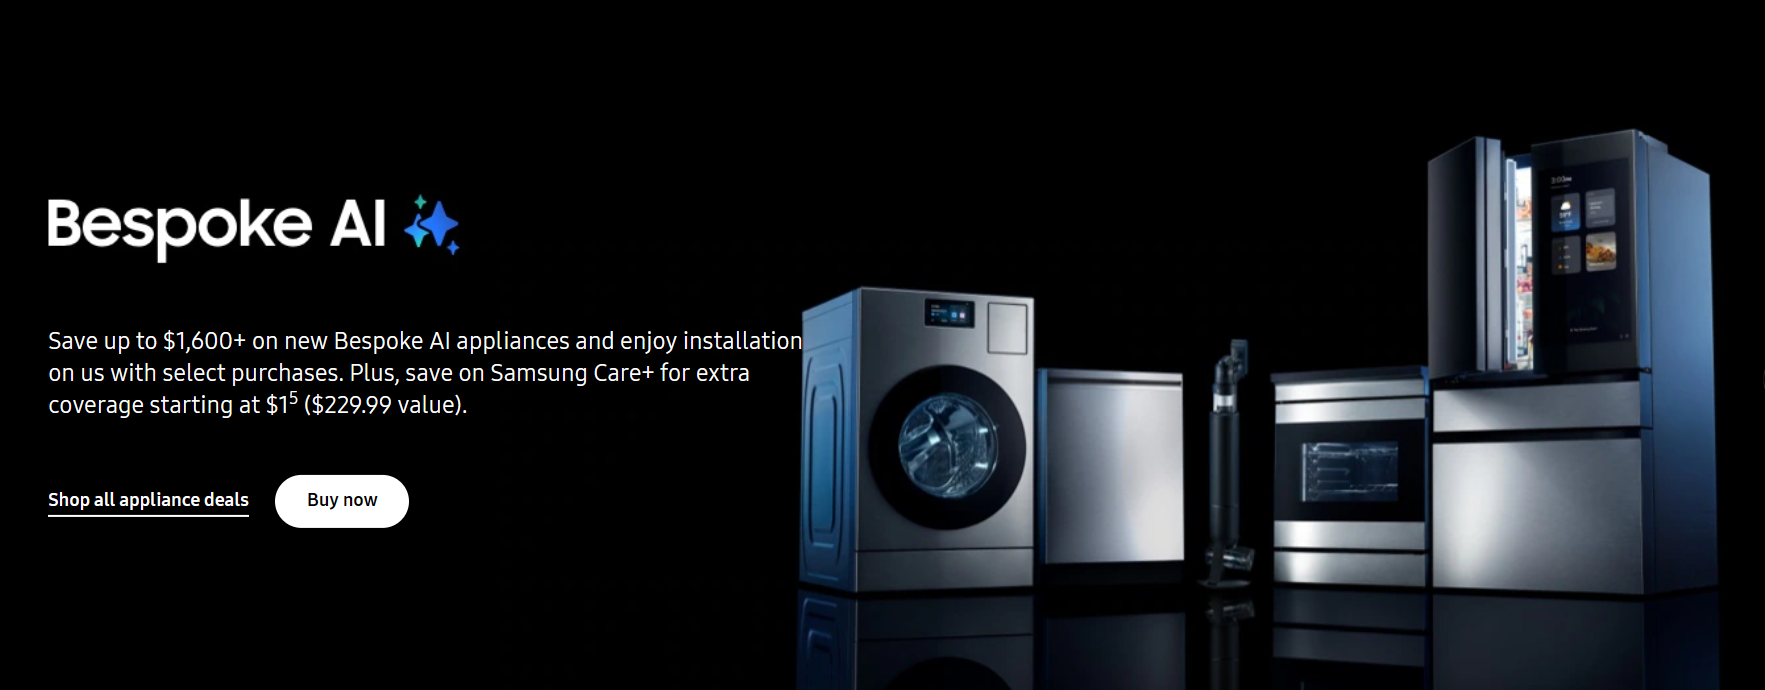 Bespoke AI
Save up to $1,600+ on new Bespoke AI appliances and enjoy installation
on us with select purchases. Plus, save on Samsung Care+ for extra
coverage starting at $1⁵ ($229.99 value).
Shop all appliance deals
Buy now